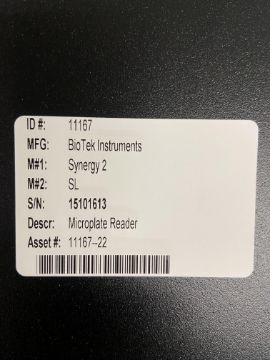 ID #: 11167
MFG: BioTek Instruments
M#1: Synergy 2
M#2: SL
S/N: 15101613
Descr: Microplate Reader
Asset #: 11167--22